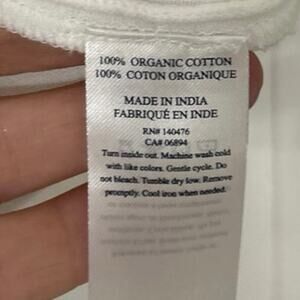 100% ORGANIC COTTON
100% COTON ORGANIQUE
MADE IN INDIA
FABRIQUÉ EN INDE
RN# 140476
CA# 06894
Turn inside out. Machine wash cold
with like colors. Gentle cycle. Do
not bleach. Tumble dry low. Remove
promptly. Cool iron when needed.